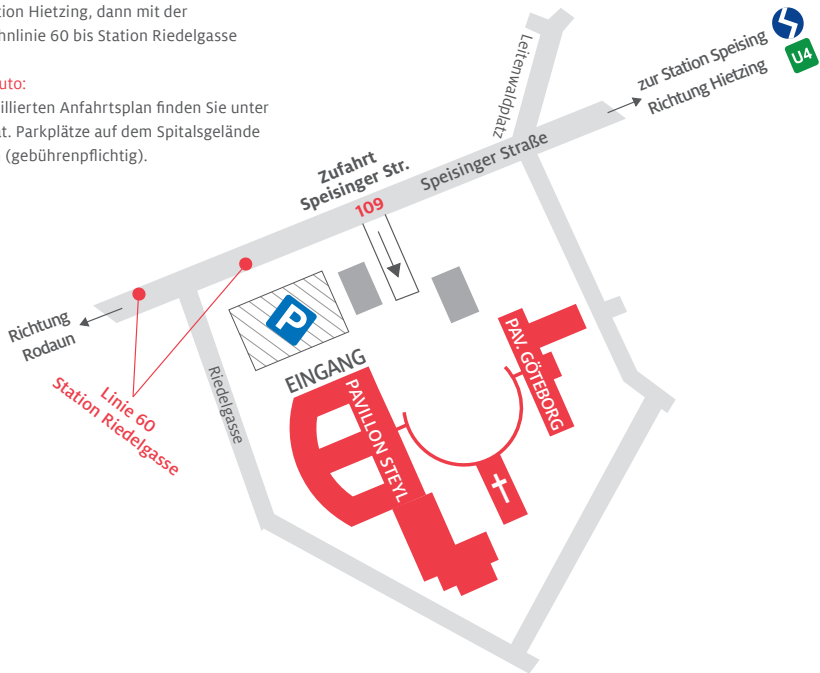 tion Hietzing, dann mit der
hnlinie 60 bis Station Riedelgasse
uto:
illierten Anfahrtsplan finden Sie unter
at. Parkplätze auf dem Spitalsgelände
(gebührenpflichtig).
Leitenwaldplatz
zur Station Speising
Richtung Hietzing
U4
Zufahrt
Speisinger Str.
109
Speisinger Straße
Richtung
Rodaun
Linie 60
Station Riedelgasse
Riedelgasse
P
EINGANG
PAVILLON STEYL
PAV. GÖTEBORG